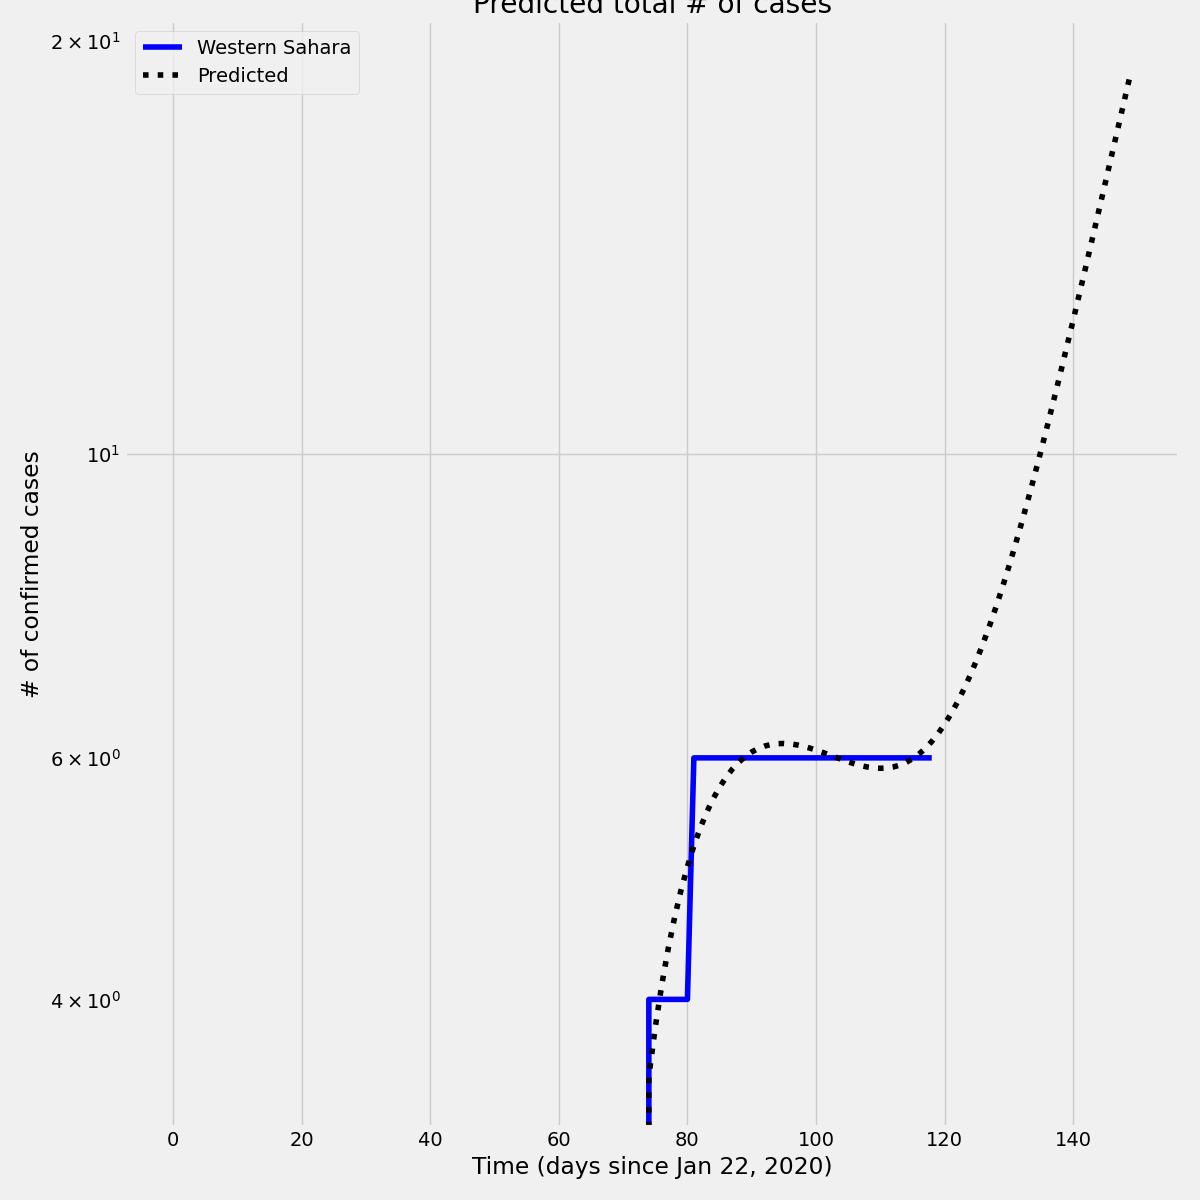 Predicted total # of cases
Western Sahara
Predicted
2 × 10¹
10¹
6 × 10⁰
4 × 10⁰
# of confirmed cases
0 20 40 60 80 100 120 140
Time (days since Jan 22, 2020)